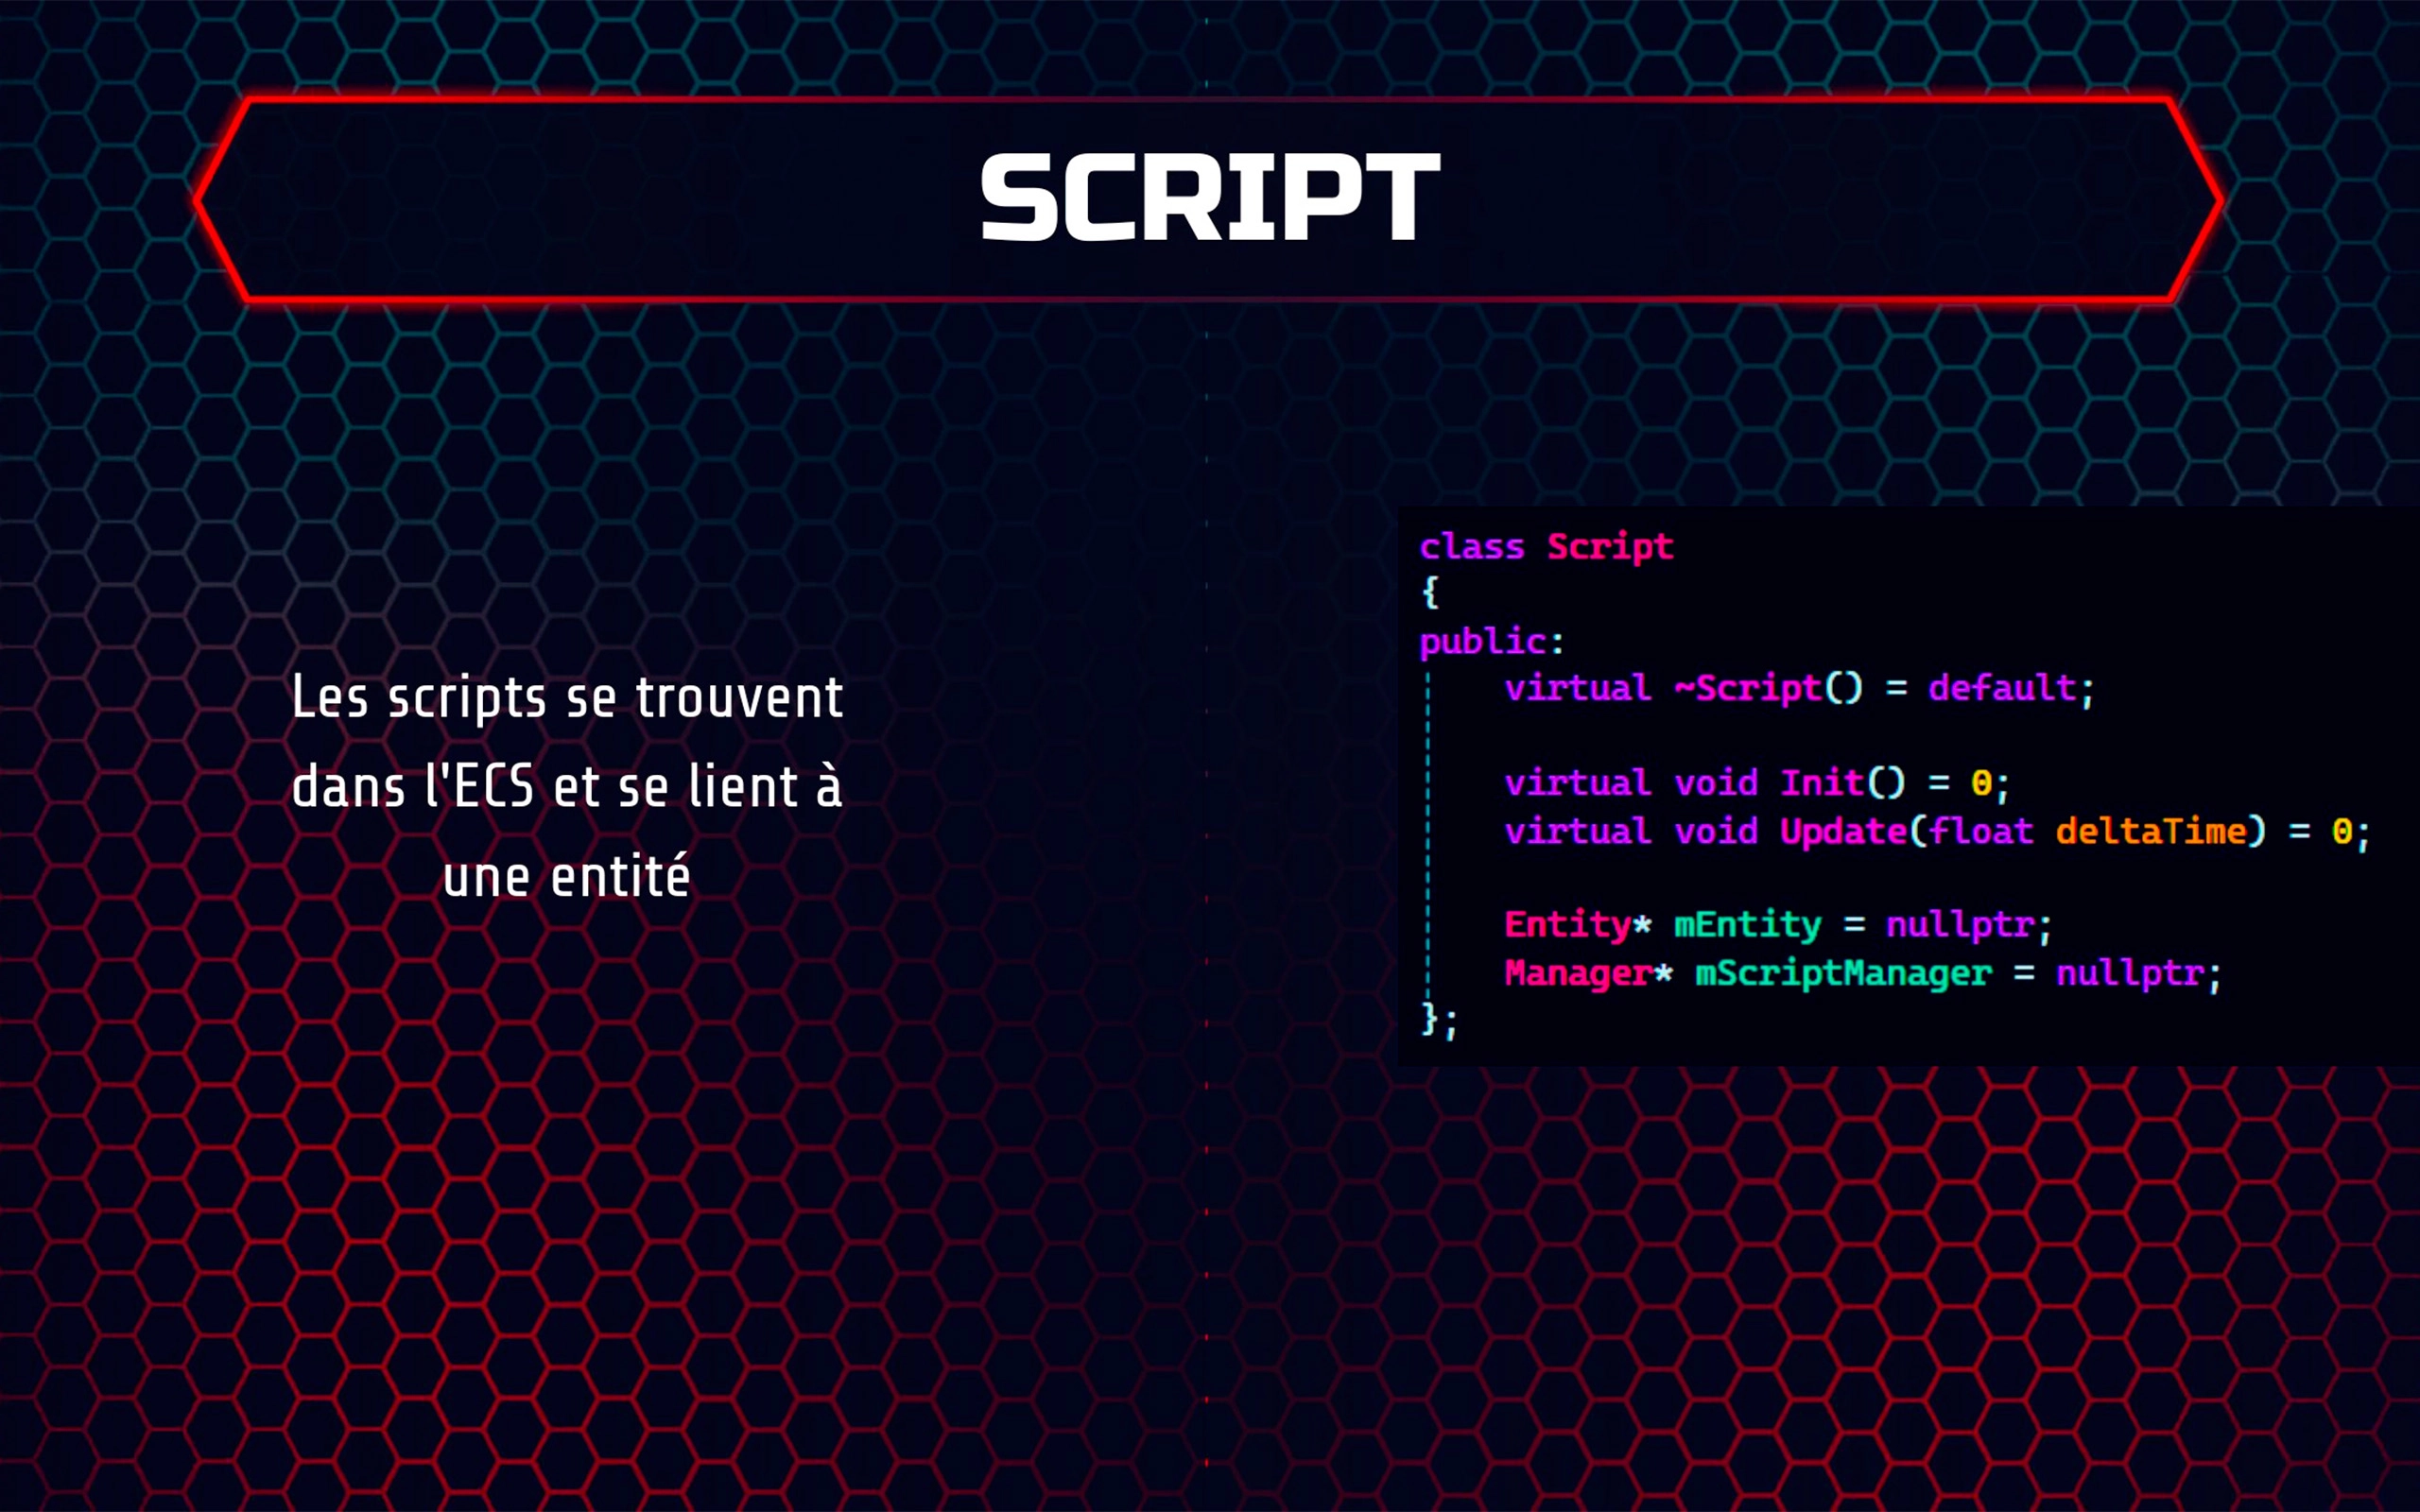 SCRIPT
Les scripts se trouvent
dans l'ECS et se lient à
une entité
class Script
{
public:
    virtual ~Script() = default;
    virtual void Init() = 0;
    virtual void Update(float deltaTime) = 0;
    Entity* mEntity = nullptr;
    Manager* mScriptManager = nullptr;
};